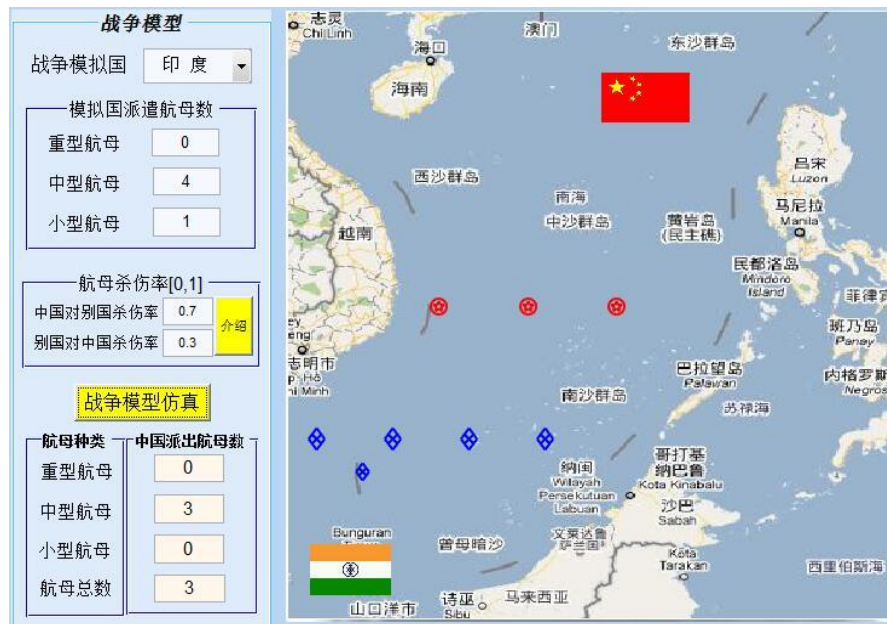 战争模型
战争模拟国
印 度
模拟国派遣航母数
重型航母
0
中型航母
4
小型航母
1
航母杀伤率[0,1]
中国对别国杀伤率
0.7
别国对中国杀伤率
0.3
介绍
战争模型仿真
航母种类
中国派出航母数
重型航母
0
中型航母
3
小型航母
0
航母总数
3
志灵
Chi Linh
海口
海南
澳门
东沙群岛
西沙群岛
南海
中沙群岛
黄岩岛
(民主礁)
吕宋
Luzon
马尼拉
Manila
越南
民都洛岛
Mindoro
Island
菲律宾
班乃岛
Panay
志明市
Chi Minh
巴拉望岛
Palawan
内格罗斯
Negros
南沙群岛
苏禄海
哥打基
纳巴鲁
Kota Kinabalu
纳闽
Wilayah
Persekutuan
Labuan
沙巴
Sabah
Bunguran
曾母暗沙
文莱达鲁
萨兰国
Kota
Tarakan
西里伯斯海
山口洋市
诗巫
Sibu
马来西亚